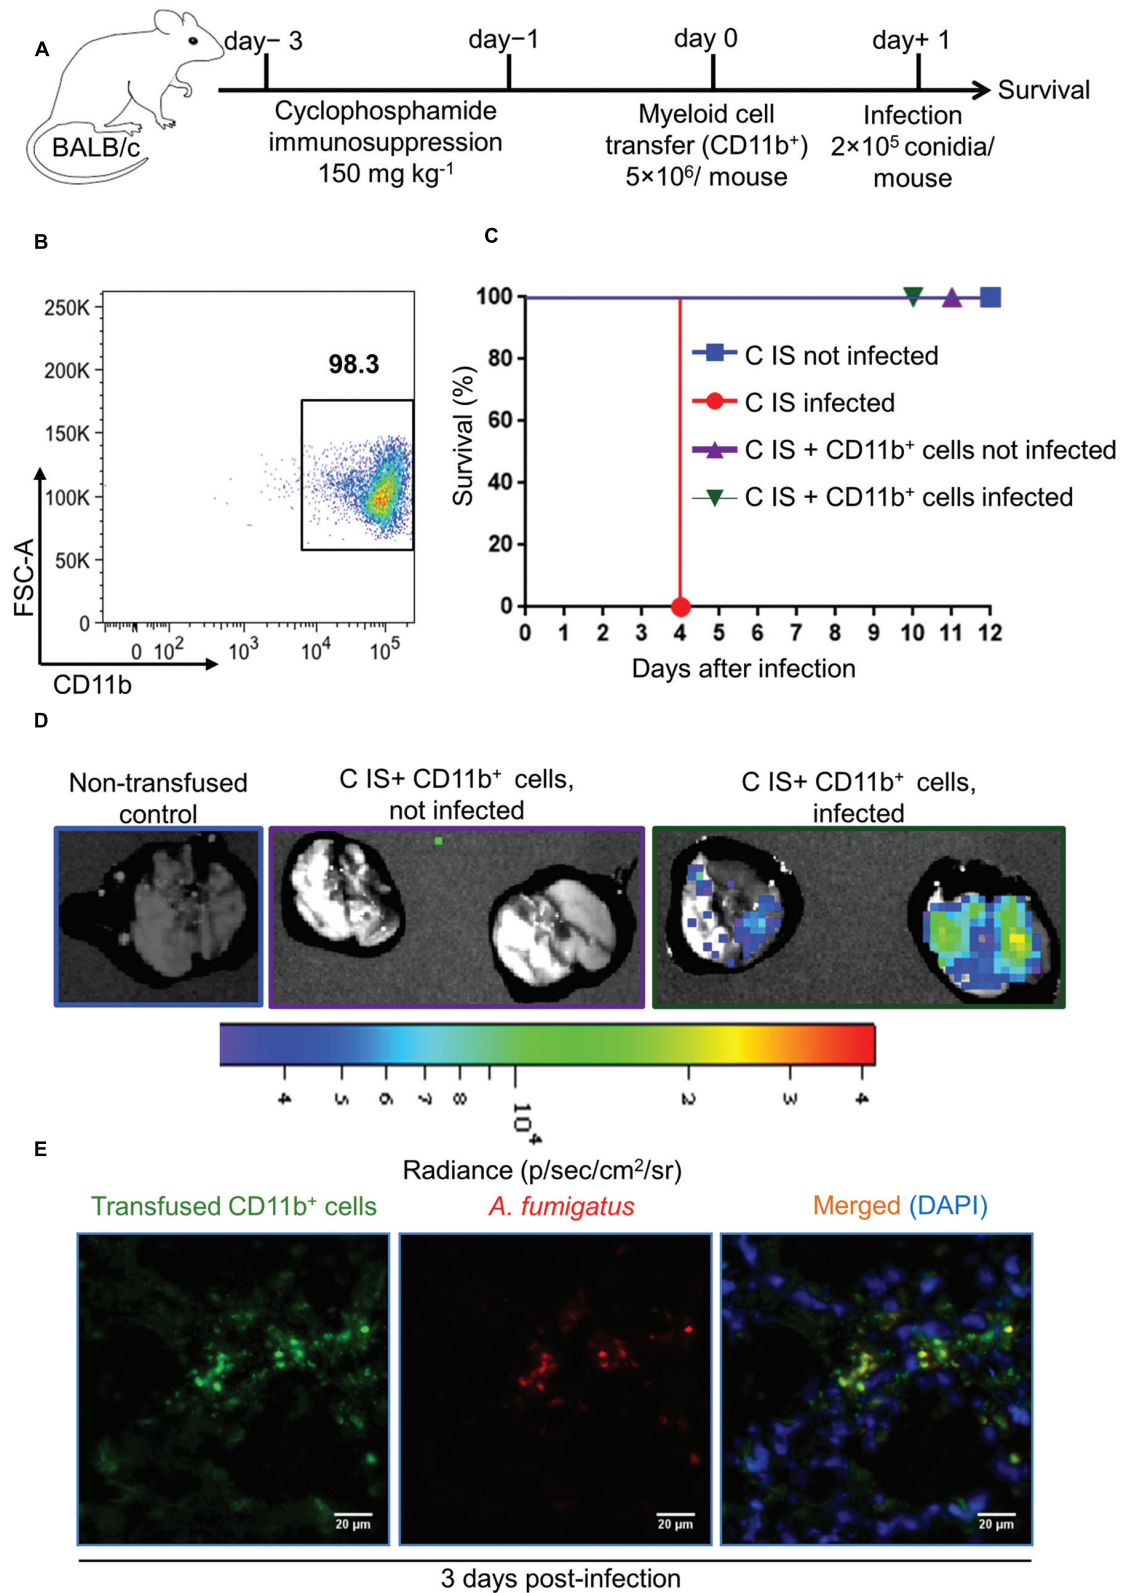 A
day− 3
day−1
day 0
day+ 1
Survival
BALB/c
Cyclophosphamide
immunosuppression
150 mg kg⁻¹
Myeloid cell
transfer (CD11b⁺)
5×10⁶/ mouse
Infection
2×10⁵ conidia/
mouse
B
250K
200K
150K
100K
50K
0
98.3
FSC-A
0 10² 10³ 10⁴ 10⁵
CD11b
C
100
80
60
40
20
0
Survival (%)
C IS not infected
C IS infected
C IS + CD11b⁺ cells not infected
C IS + CD11b⁺ cells infected
0 1 2 3 4 5 6 7 8 9 10 11 12
Days after infection
D
Non-transfused
control
C IS+ CD11b⁺ cells,
not infected
C IS+ CD11b⁺ cells,
infected
4 5 6 7 8 10⁴ 2 3 4
Radiance (p/sec/cm²/sr)
E
Transfused CD11b⁺ cells
A. fumigatus
Merged (DAPI)
20 µm
20 µm
20 µm
3 days post-infection